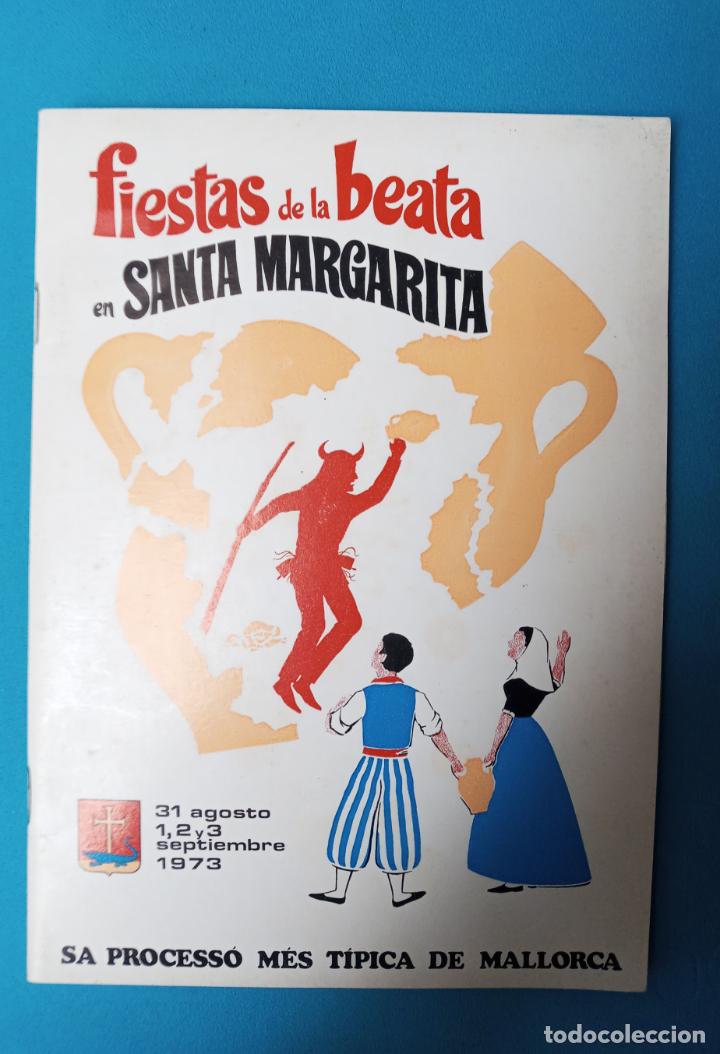 fiestas de la beata
en SANTA MARGARITA
31 agosto
1, 2 y 3
septiembre
1973
SA PROCESSÓ MÉS TÍPICA DE MALLORCA
todocoleccion